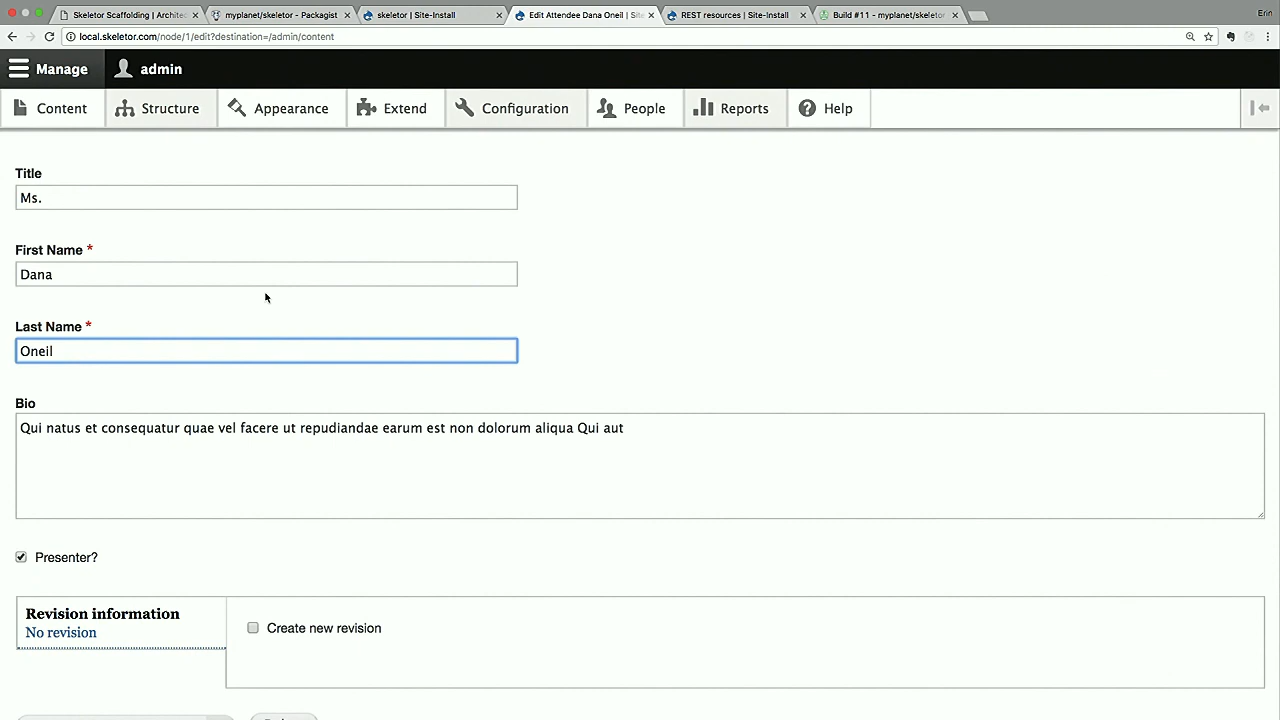 Skeletor Scaffolding | Archite
myplanet/skeletor - Packagist
skeletor | Site-Install
Edit Attendee Dana Oneil | Sit
REST resources | Site-Install
Build #11 - myplanet/skeletor
Erin
local.skeletor.com/node/1/edit?destination=/admin/content
Manage
admin
Content
Structure
Appearance
Extend
Configuration
People
Reports
Help
Title
Ms.
First Name *
Dana
Last Name *
Oneil
Bio
Qui natus et consequatur quae vel facere ut repudiandae earum est non dolorum aliqua Qui aut
Presenter?
Revision information
No revision
Create new revision